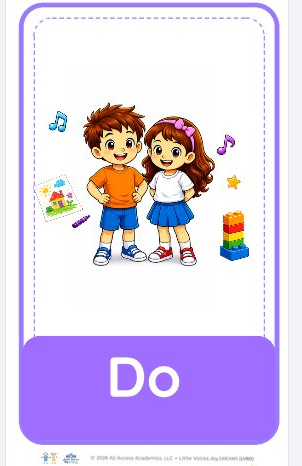 Do
© 2026 All Access Academics, LLC • Little Voices, Big DREAMS (LVBD)